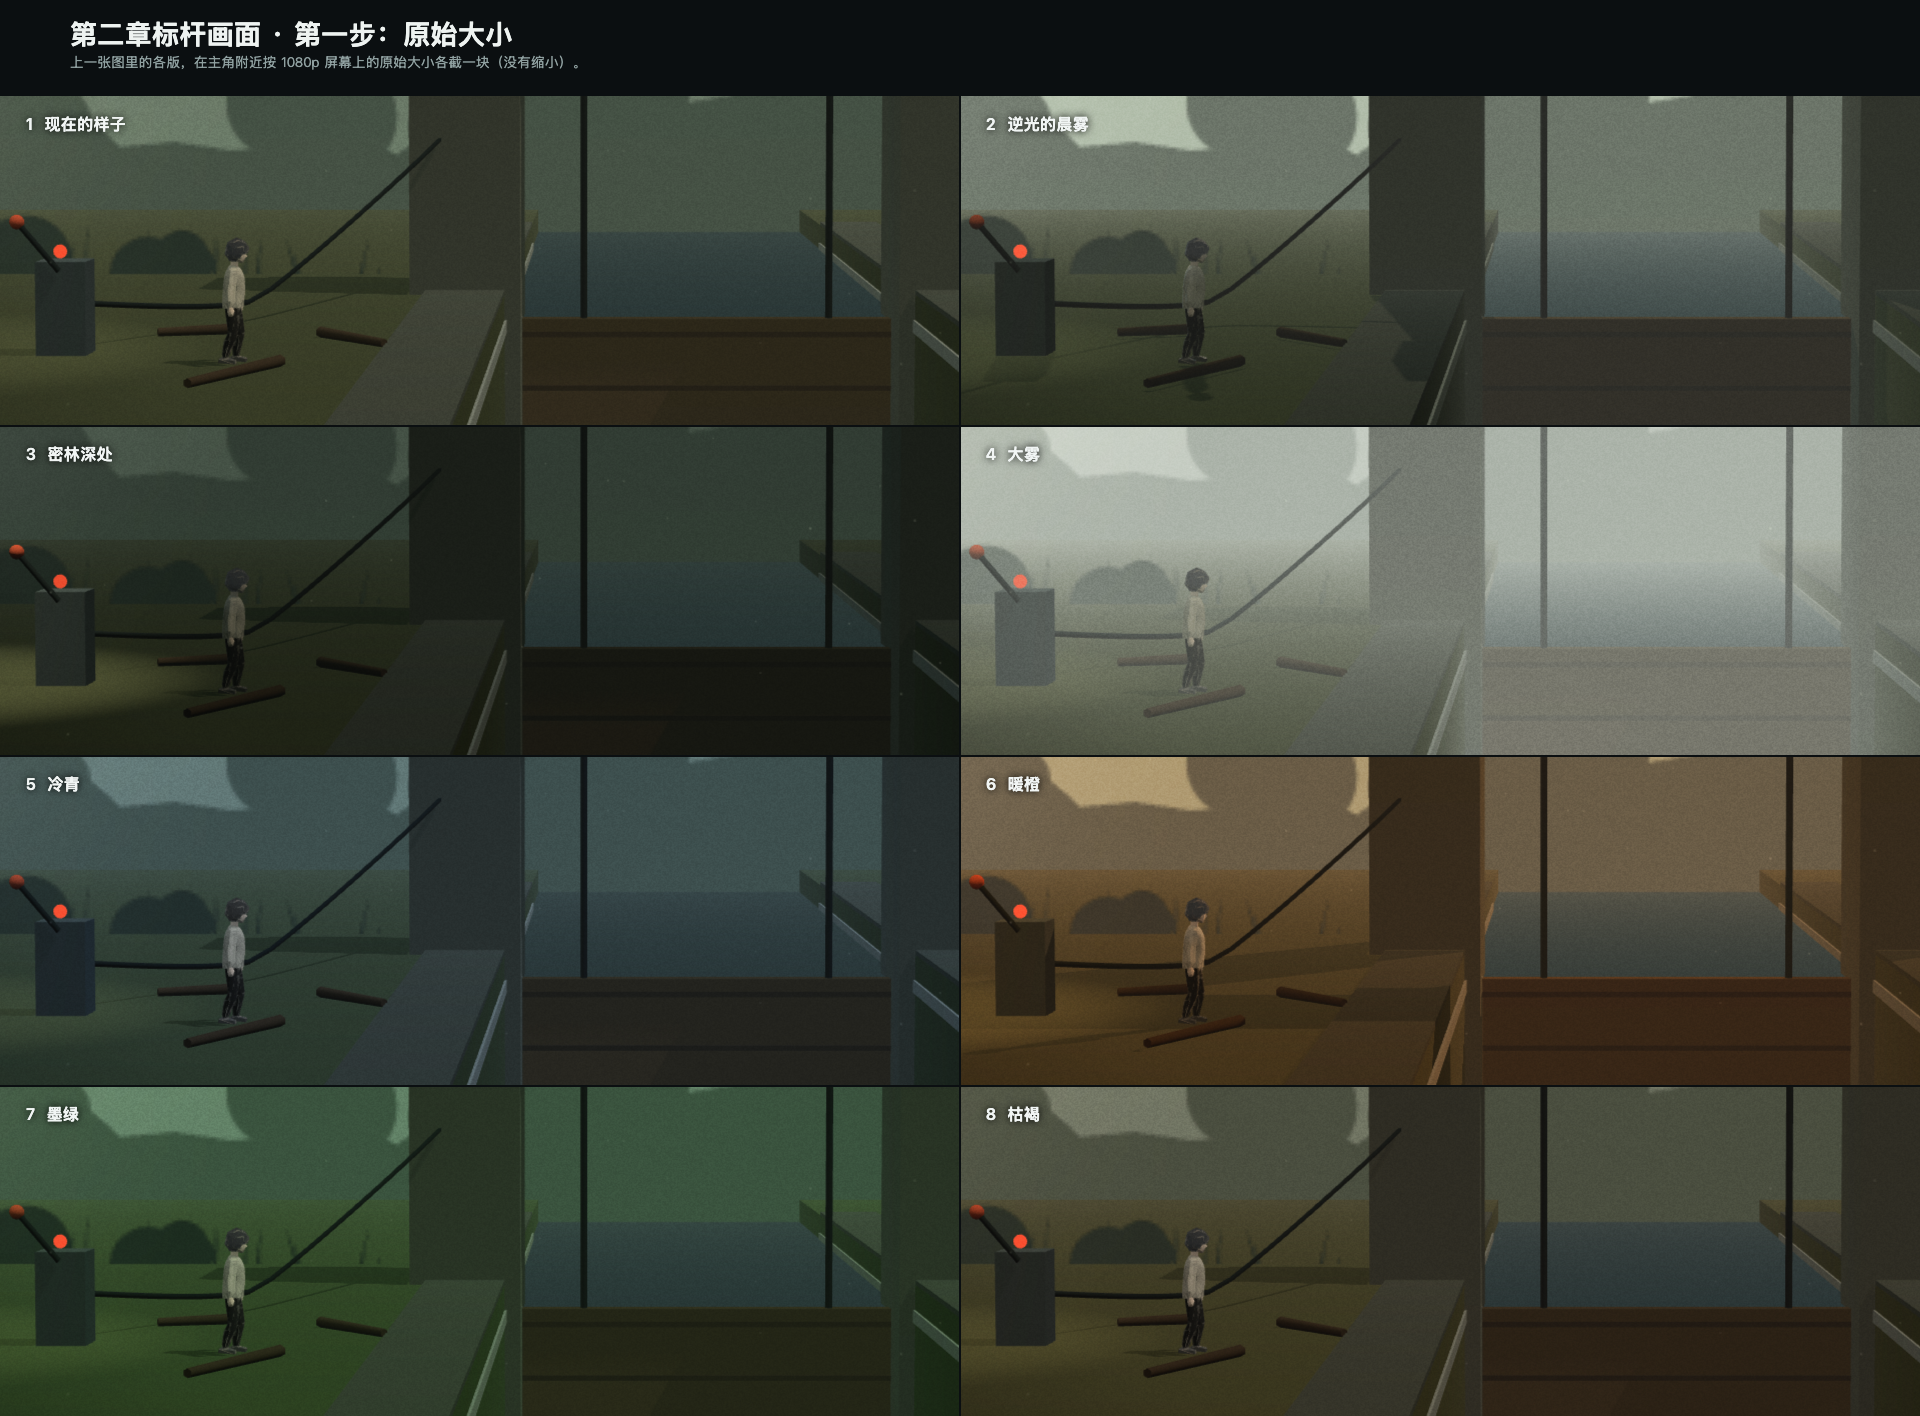 第二章标杆画面 · 第一步：原始大小
上一张图里的各版，在主角附近按 1080p 屏幕上的原始大小各截一块（没有缩小）。
1 现在的样子
2 逆光的晨雾
3 密林深处
4 大雾
5 冷青
6 暖橙
7 墨绿
8 枯褐